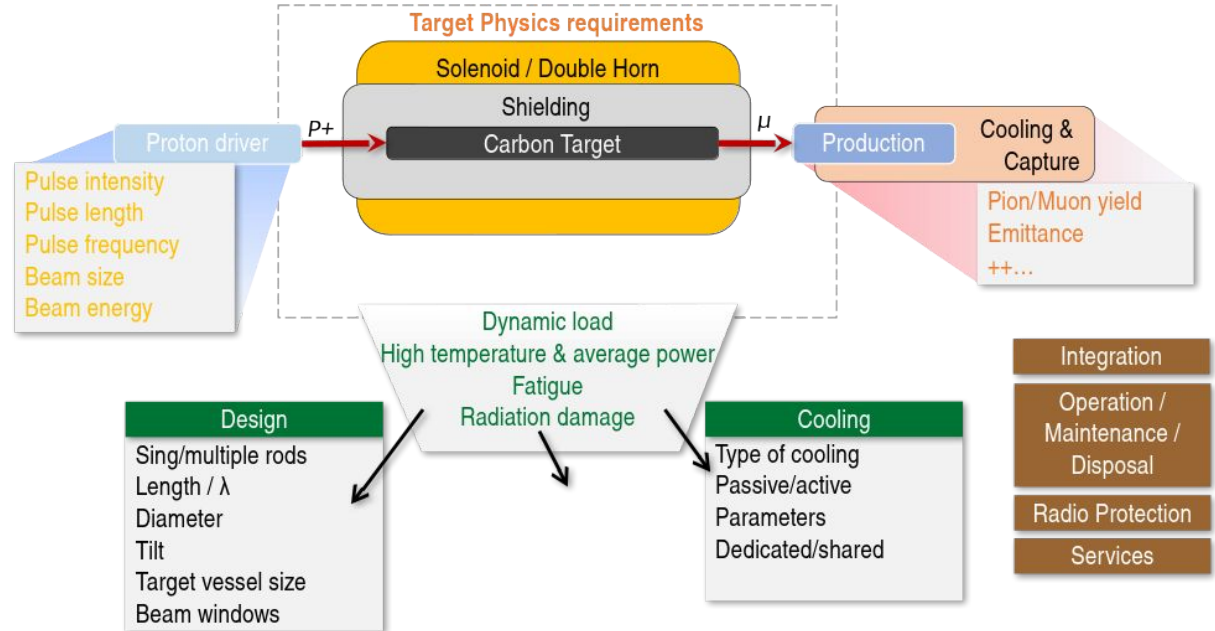 Target Physics requirements
Solenoid / Double Horn
Shielding
Carbon Target
Proton driver
P+
μ
Production
Cooling &
Capture
Pulse intensity
Pulse length
Pulse frequency
Beam size
Beam energy
Pion/Muon yield
Emittance
++...
Dynamic load
High temperature & average power
Fatigue
Radiation damage
Design
Sing/multiple rods
Length / λ
Diameter
Tilt
Target vessel size
Beam windows
Cooling
Type of cooling
Passive/active
Parameters
Dedicated/shared
Integration
Operation /
Maintenance /
Disposal
Radio Protection
Services